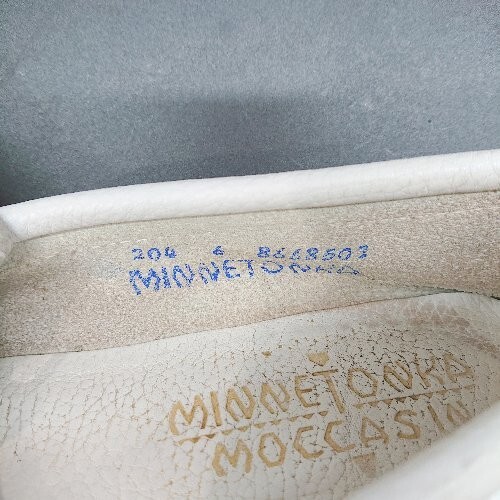 204 6 8668503
MINNETONKA
MINNETONKA
MOCCASIN